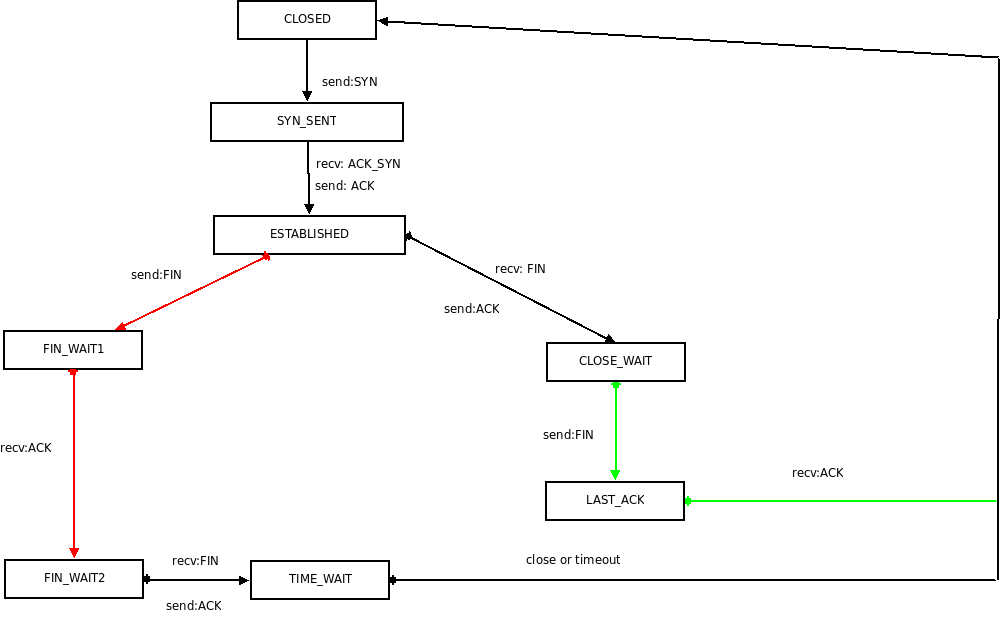 CLOSED
send:SYN
SYN_SENT
recv: ACK_SYN
send: ACK
ESTABLISHED
send:FIN
recv: FIN
send:ACK
FIN_WAIT1
CLOSE_WAIT
recv:ACK
send:FIN
recv:ACK
LAST_ACK
recv:FIN
close or timeout
FIN_WAIT2
TIME_WAIT
send:ACK